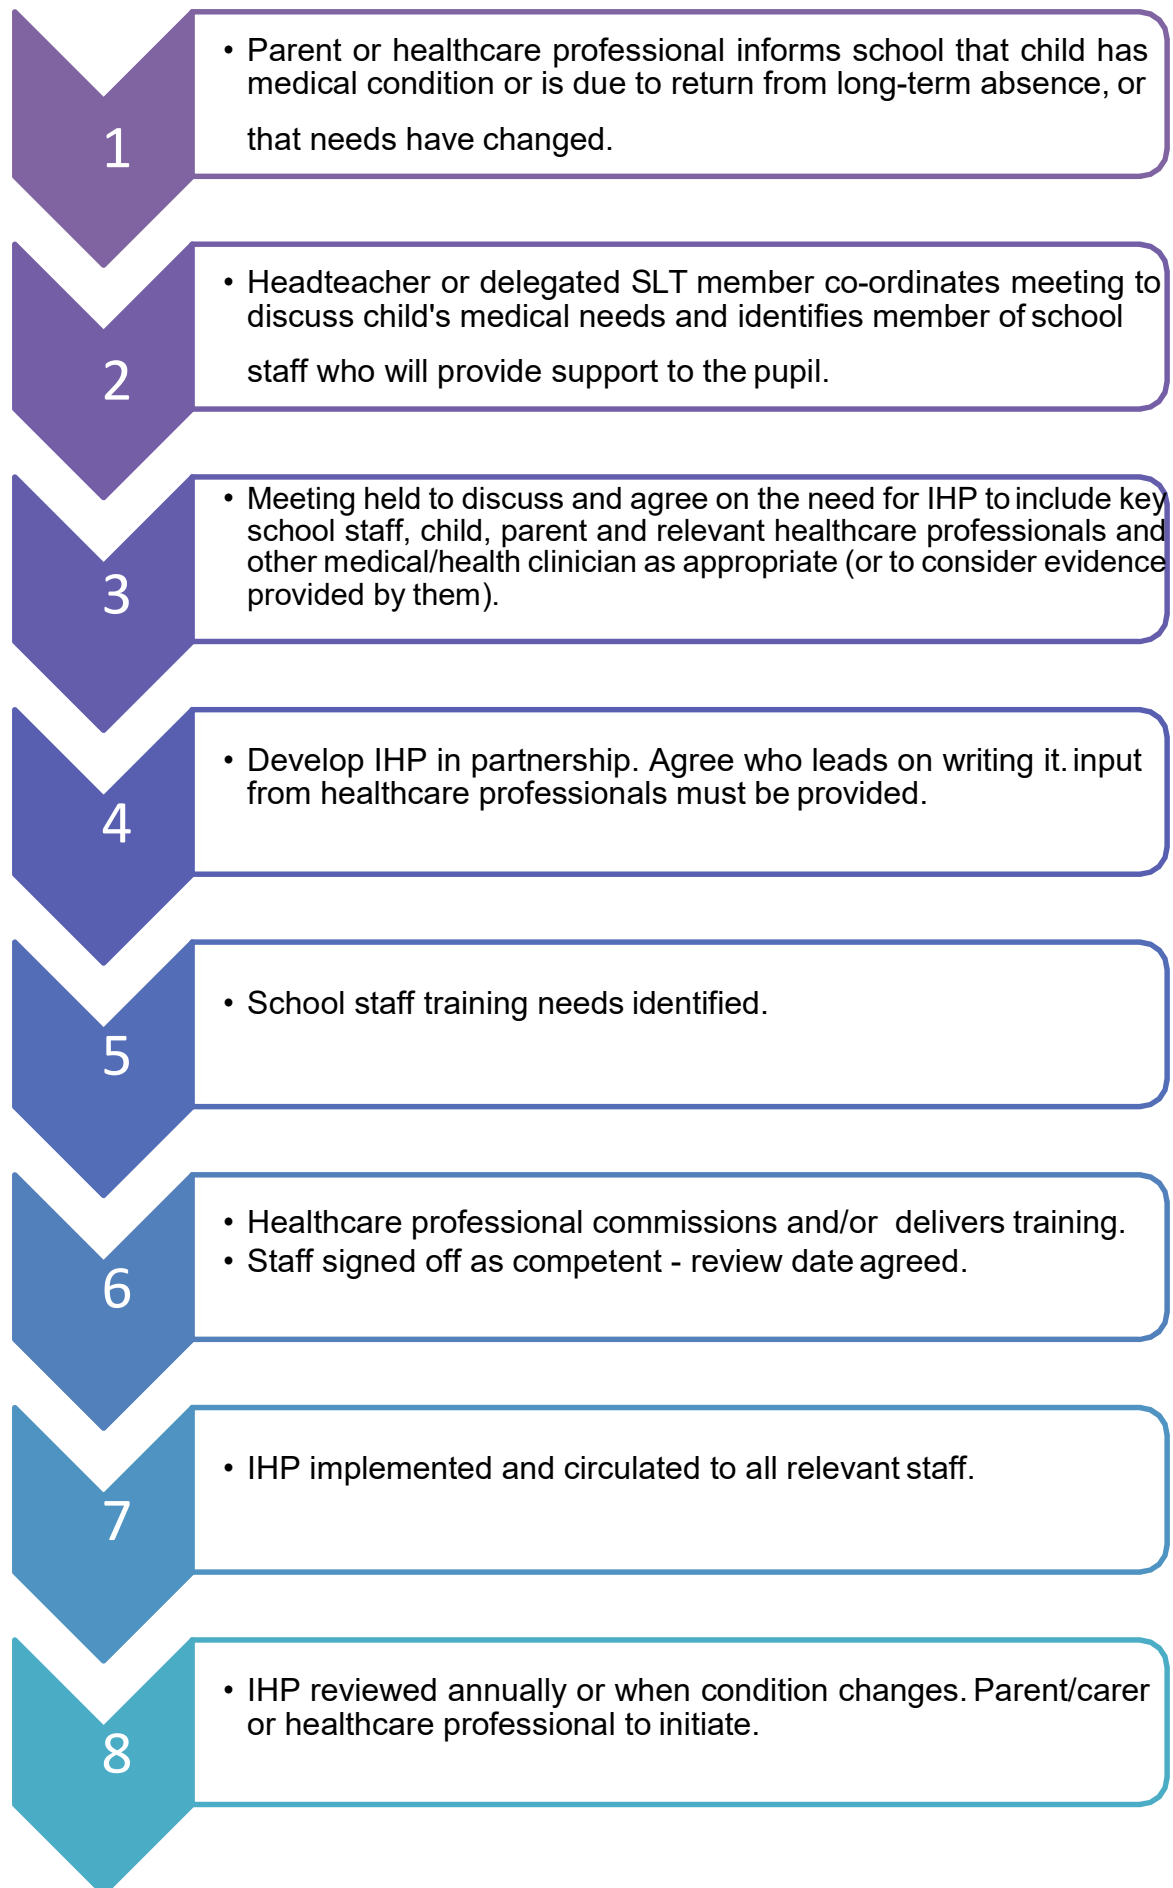 1
• Parent or healthcare professional informs school that child has
medical condition or is due to return from long-term absence, or
that needs have changed.
2
• Headteacher or delegated SLT member co-ordinates meeting to
discuss child's medical needs and identifies member of school
staff who will provide support to the pupil.
3
• Meeting held to discuss and agree on the need for IHP to include key
school staff, child, parent and relevant healthcare professionals and
other medical/health clinician as appropriate (or to consider evidence
provided by them).
4
• Develop IHP in partnership. Agree who leads on writing it. input
from healthcare professionals must be provided.
5
• School staff training needs identified.
6
• Healthcare professional commissions and/or delivers training.
• Staff signed off as competent - review date agreed.
7
• IHP implemented and circulated to all relevant staff.
8
• IHP reviewed annually or when condition changes. Parent/carer
or healthcare professional to initiate.